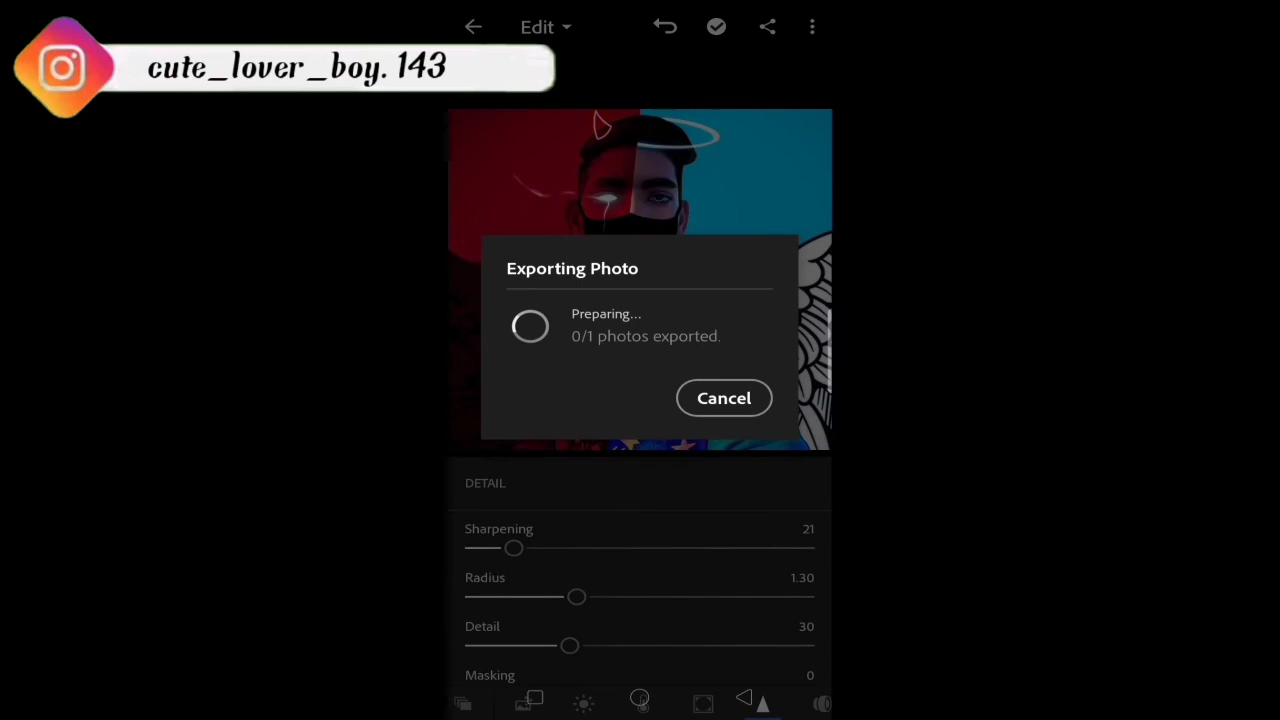 Edit
cute_lover_boy. 143
Exporting Photo
Preparing...
0/1 photos exported.
Cancel
DETAIL
Sharpening 21
Radius 1.30
Detail 30
Masking 0